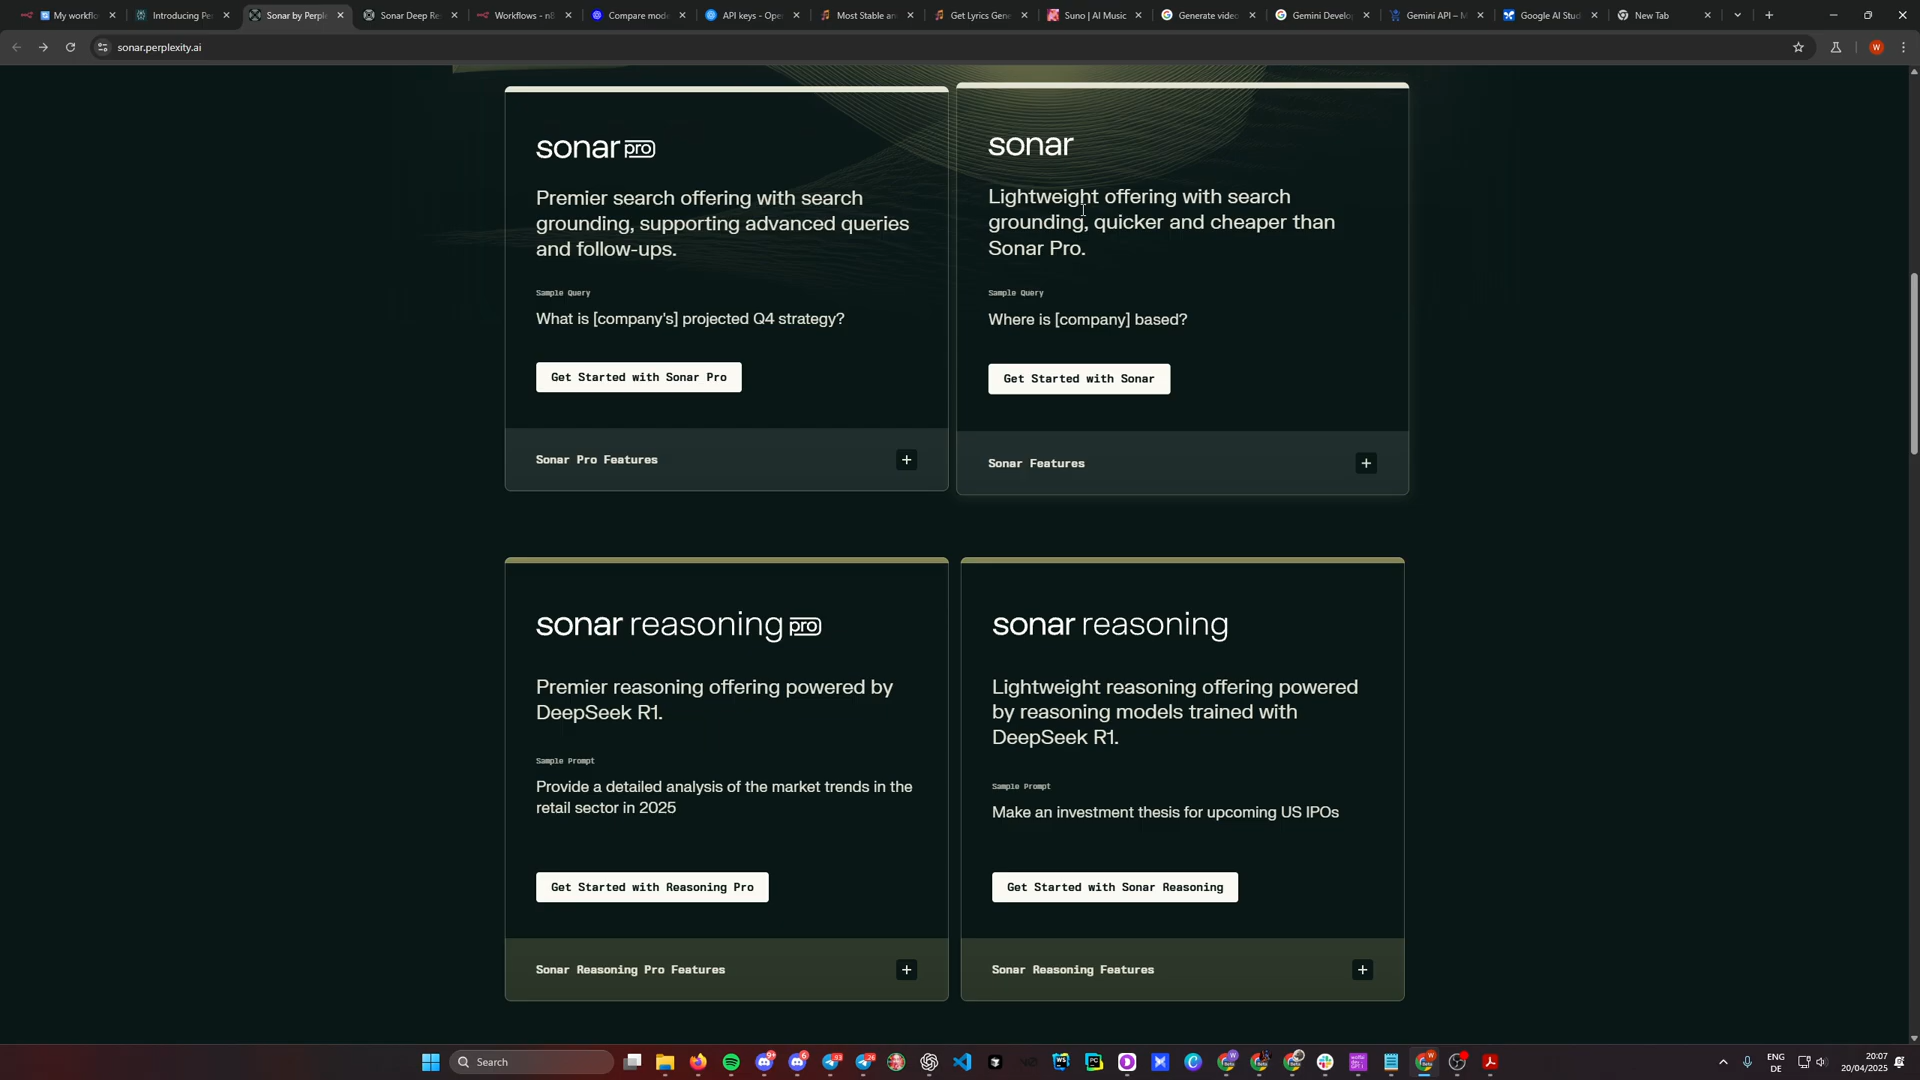 My workflo
Introducing Pe
Sonar by Perpl
Sonar Deep Re
Workflows - n8
Compare mode
API keys - Ope
Most Stable an
Get Lyrics Gene
Suno | AI Music
Generate video
Gemini Develo
Gemini API – M
Google AI Stud
New Tab
sonar.perplexity.ai
W
sonar pro
Premier search offering with search
grounding, supporting advanced queries
and follow-ups.
Sample Query
What is [company's] projected Q4 strategy?
Get Started with Sonar Pro
Sonar Pro Features
sonar
Lightweight offering with search
grounding, quicker and cheaper than
Sonar Pro.
Sample Query
Where is [company] based?
Get Started with Sonar
Sonar Features
sonar reasoning pro
Premier reasoning offering powered by
DeepSeek R1.
Sample Prompt
Provide a detailed analysis of the market trends in the
retail sector in 2025
Get Started with Reasoning Pro
Sonar Reasoning Pro Features
sonar reasoning
Lightweight reasoning offering powered
by reasoning models trained with
DeepSeek R1.
Sample Prompt
Make an investment thesis for upcoming US IPOs
Get Started with Sonar Reasoning
Sonar Reasoning Features
Search
ENG
DE
20:07
20/04/2025